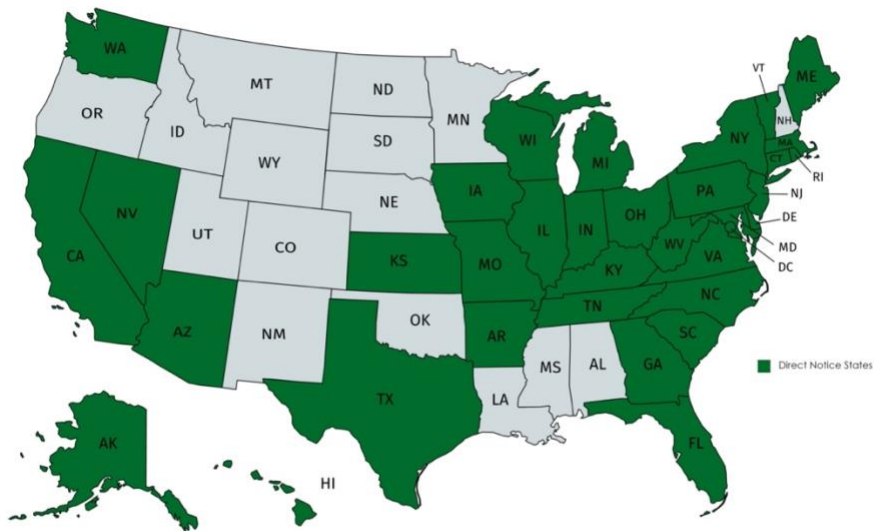 WA
MT
ND
MN
OR
ID
SD
WY
WI
MI
VT
ME
NH
NY
MA
CT
RI
NE
IA
PA
NJ
NV
UT
CO
IL
IN
OH
DE
MD
DC
CA
KS
MO
WV
VA
KY
NC
TN
AZ
NM
OK
AR
SC
MS
AL
GA
Direct Notice States
TX
LA
FL
AK
HI